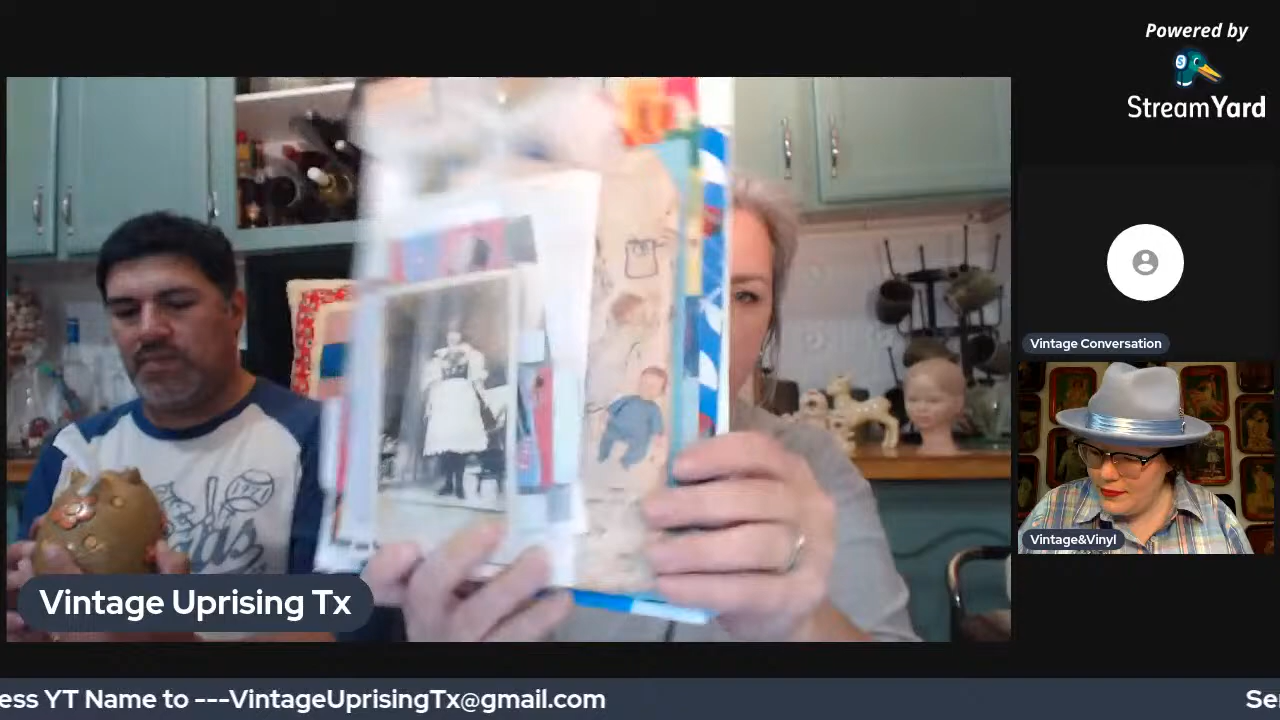 Powered by
StreamYard
Vintage Conversation
Vintage&Vinyl
Vintage Uprising Tx
ess YT Name to ---VintageUprisingTx@gmail.com
Se